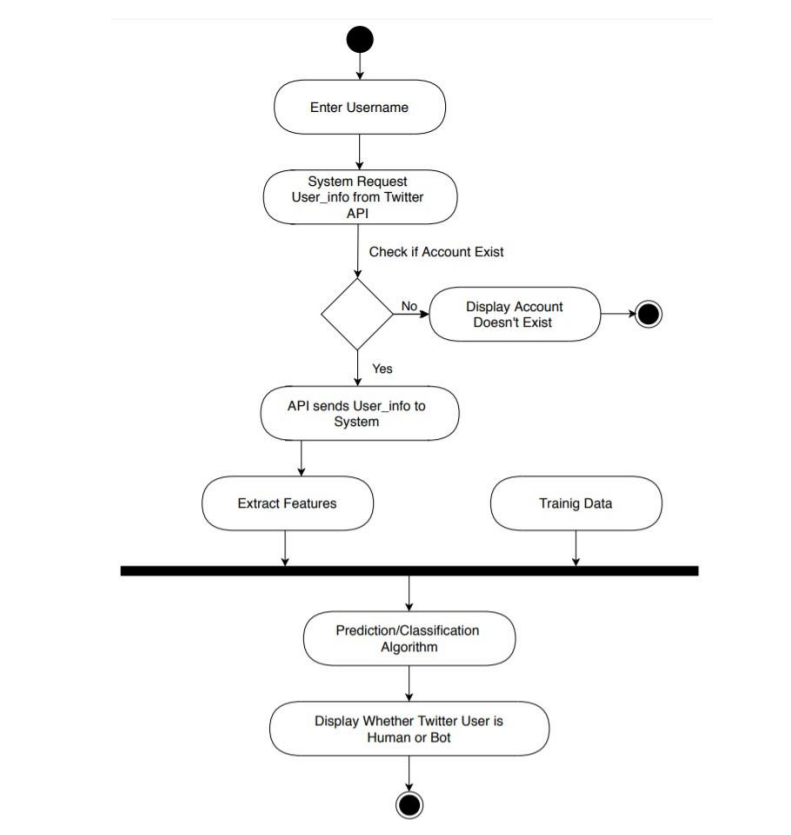 Enter Username
System Request
User_info from Twitter
API
Check if Account Exist
No
Display Account
Doesn't Exist
Yes
API sends User_info to
System
Extract Features
Trainig Data
Prediction/Classification
Algorithm
Display Whether Twitter User is
Human or Bot